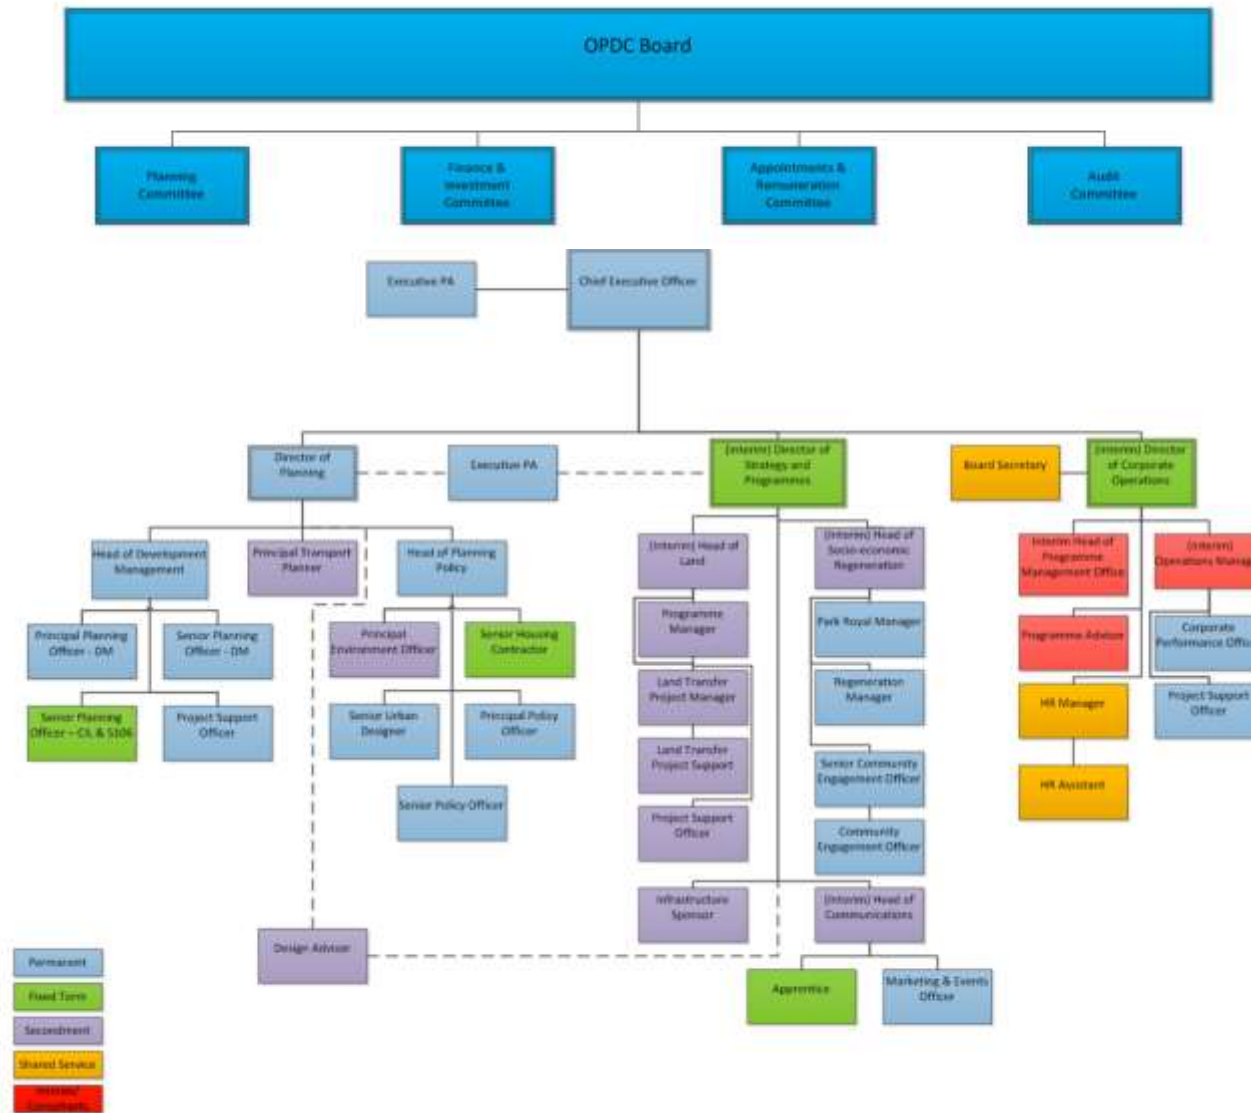 OPDC Board
Planning
Committee
Finance &
Investment
Committee
Appointments &
Remuneration
Committee
Audit
Committee
Executive PA
Chief Executive Officer
Director of
Planning
Executive PA
(Interim) Director of
Strategy and
Programmes
Board Secretary
(Interim) Director
of Corporate
Operations
Head of Development
Management
Principal Transport
Planner
Head of Planning
Policy
(Interim) Head of
Land
(Interim) Head of
Socio-economic
Regeneration
Interim Head of
Programme
Management Office
(Interim)
Operations Manage
Principal Planning
Officer - DM
Senior Planning
Officer - DM
Principal
Environment Officer
Senior Housing
Contractor
Programme
Manager
Park Royal Manager
Programme Advisor
Corporate
Performance Office
Senior Planning
Officer – CIL & S106
Project Support
Officer
Senior Urban
Designer
Principal Policy
Officer
Land Transfer
Project Manager
Regeneration
Manager
HR Manager
Project Support
Officer
Senior Policy Officer
Land Transfer
Project Support
Senior Community
Engagement Officer
HR Assistant
Project Support
Officer
Community
Engagement Officer
Infrastructure
Sponsor
(Interim) Head of
Communications
Design Advisor
Apprentice
Marketing & Events
Officer
Permanent
Fixed Term
Secondment
Shared Service
Consultants